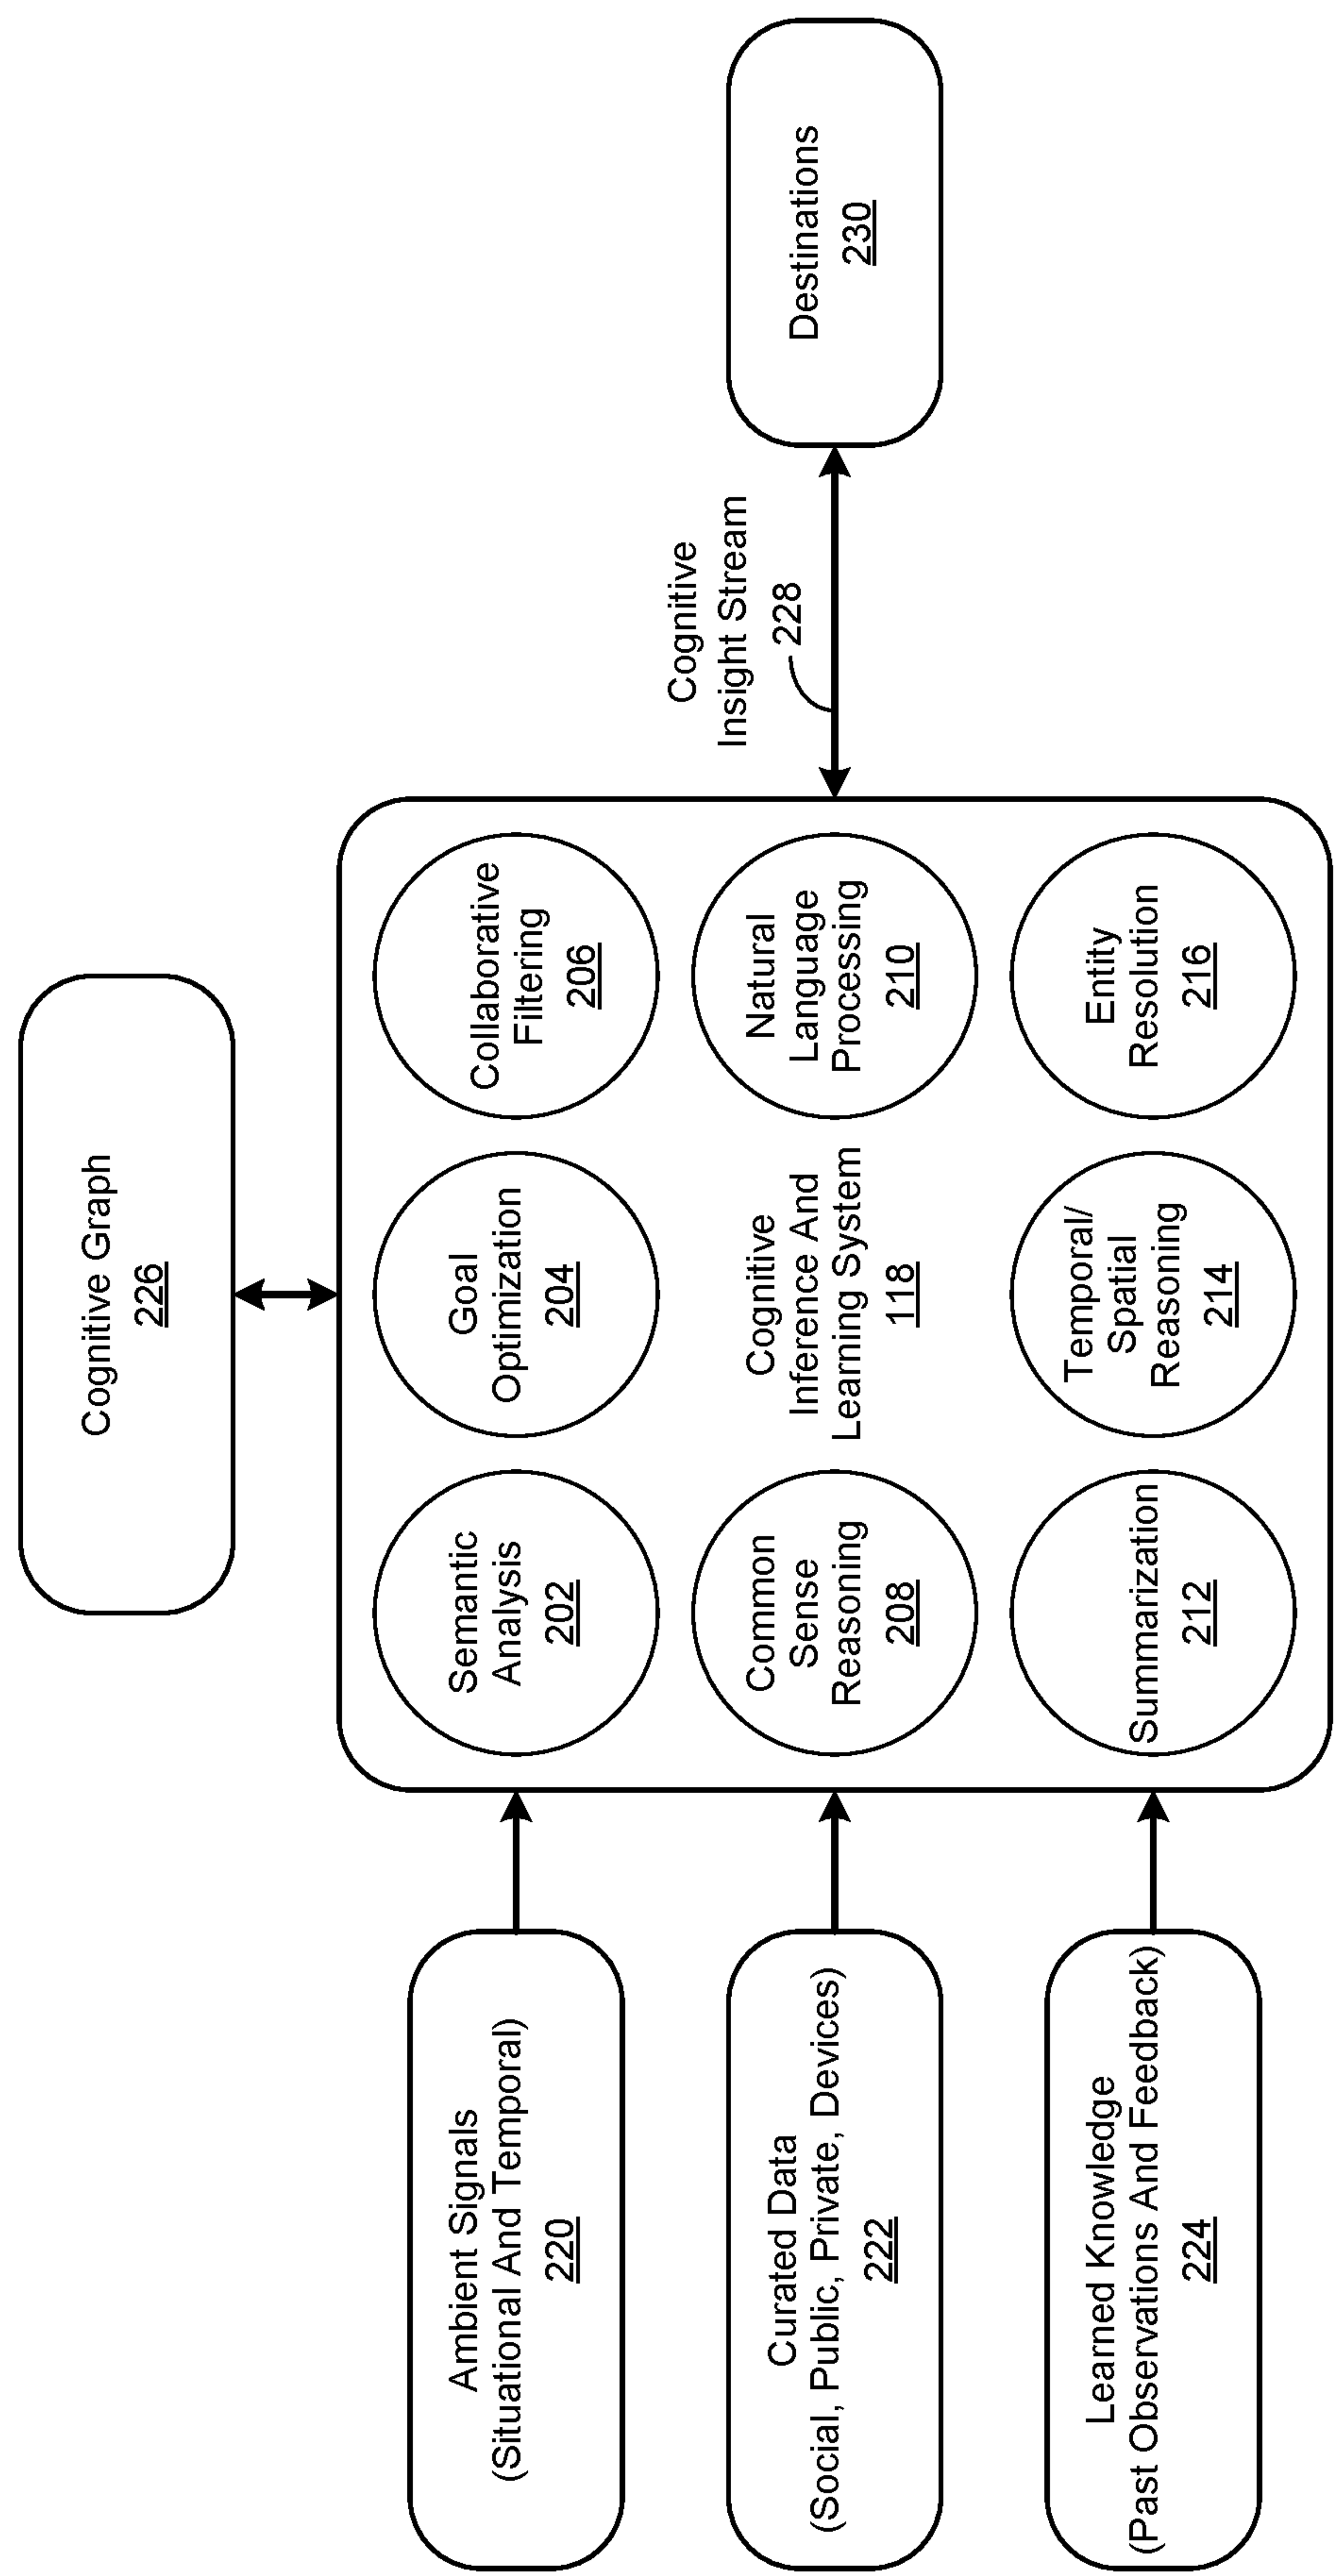 Cognitive Graph
226
Ambient Signals
(Situational And Temporal)
220
Curated Data
(Social, Public, Private, Devices)
222
Learned Knowledge
(Past Observations And Feedback)
224
Semantic
Analysis
202
Goal
Optimization
204
Collaborative
Filtering
206
Common
Sense
Reasoning
208
Cognitive
Inference And
Learning System
118
Natural
Language
Processing
210
Summarization
212
Temporal/
Spatial
Reasoning
214
Entity
Resolution
216
Cognitive
Insight Stream
228
Destinations
230